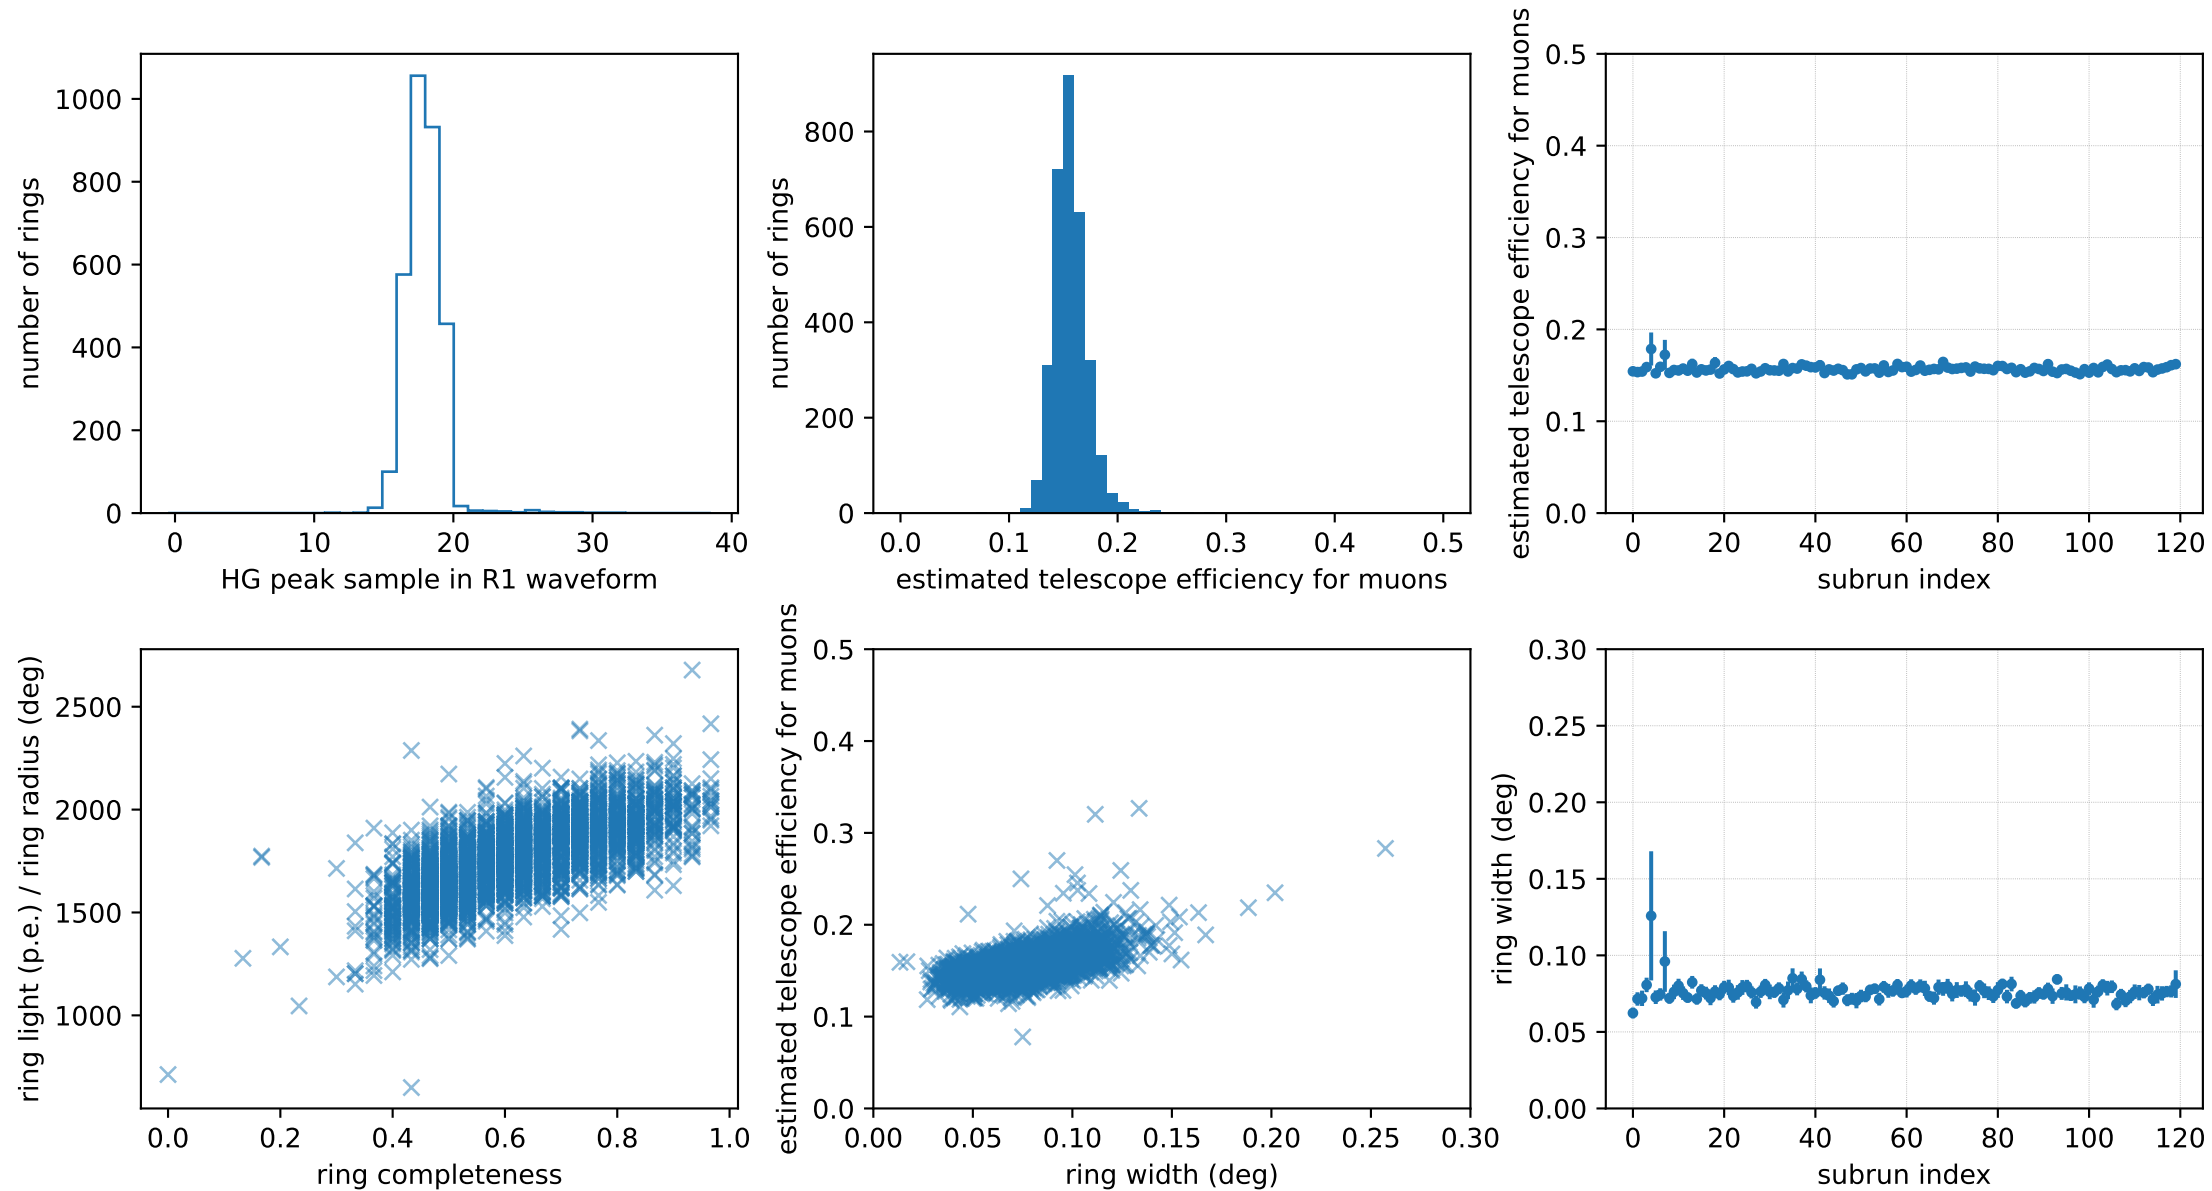 number of rings
1000
800
600
400
200
0
0 10 20 30 40
HG peak sample in R1 waveform
number of rings
800
600
400
200
0
0.0 0.1 0.2 0.3 0.4 0.5
estimated telescope efficiency for muons
estimated telescope efficiency for muons
0.5
0.4
0.3
0.2
0.1
0.0
0 20 40 60 80 100 120
subrun index
ring light (p.e.) / ring radius (deg)
2500
2000
1500
1000
0.0 0.2 0.4 0.6 0.8 1.0
ring completeness
estimated telescope efficiency for muons
0.5
0.4
0.3
0.2
0.1
0.0
0.00 0.05 0.10 0.15 0.20 0.25 0.30
ring width (deg)
ring width (deg)
0.30
0.25
0.20
0.15
0.10
0.05
0.00
0 20 40 60 80 100 120
subrun index